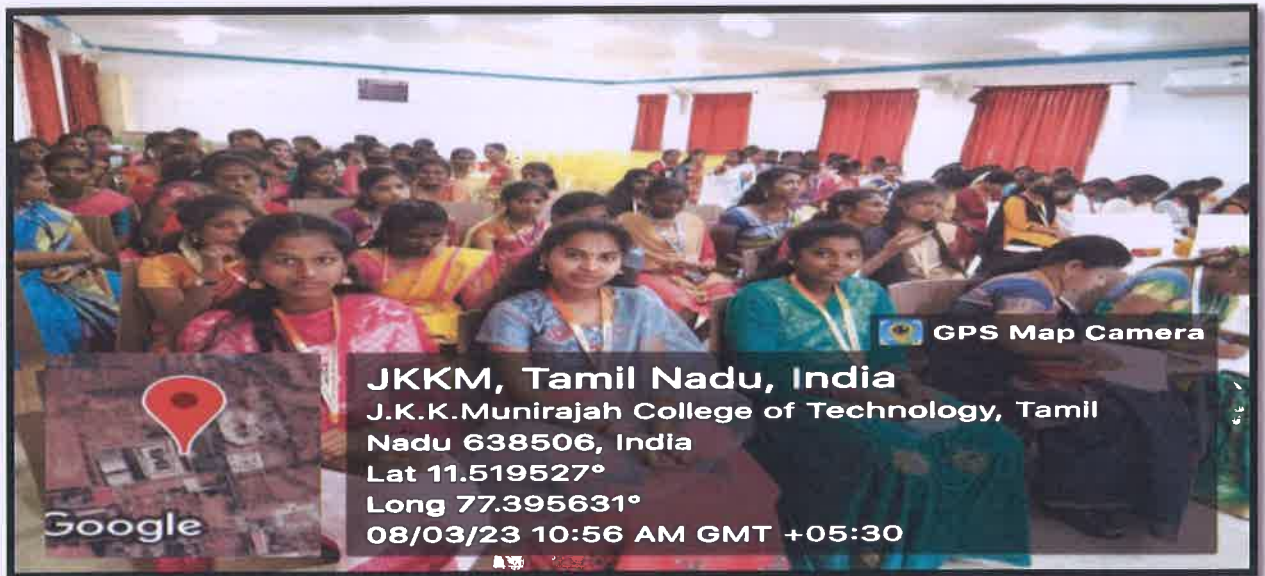 GPS Map Camera
JKKM, Tamil Nadu, India
J.K.K.Munirajah College of Technology, Tamil
Nadu 638506, India
Lat 11.519527°
Long 77.395631°
08/03/23 10:56 AM GMT +05:30
Google